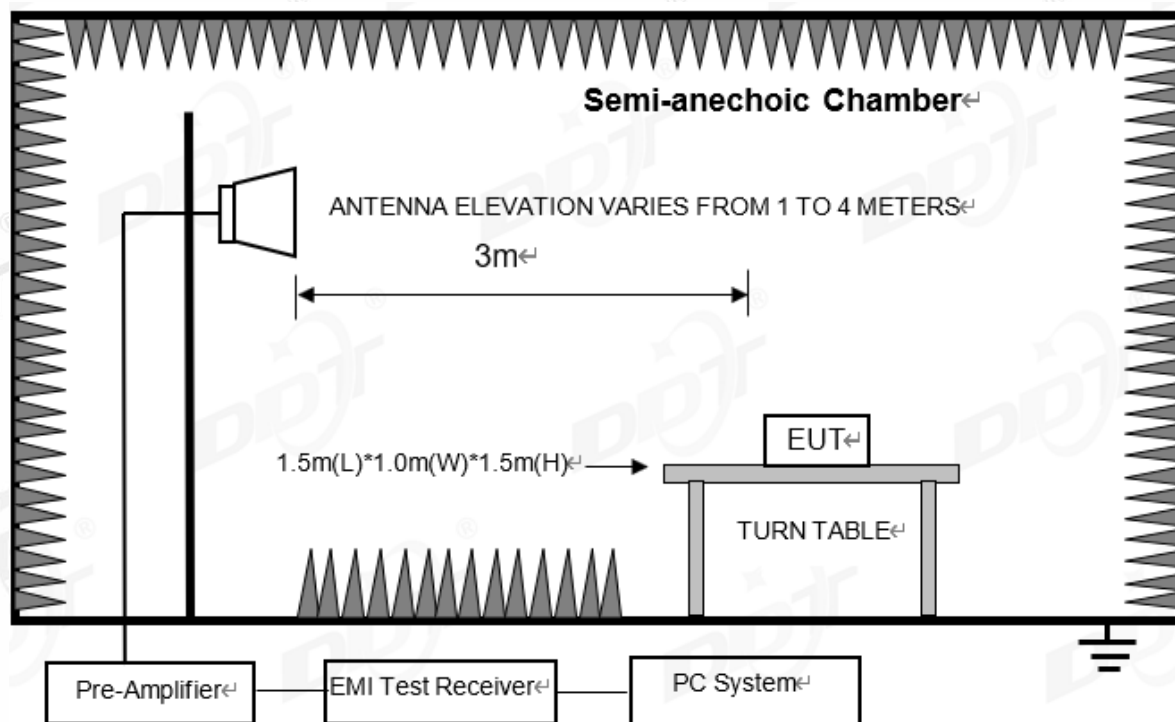 Semi-anechoic Chamber↵
ANTENNA ELEVATION VARIES FROM 1 TO 4 METERS↵
3m↵
EUT↵
1.5m(L)*1.0m(W)*1.5m(H)↵
TURN TABLE↵
Pre-Amplifier↵
EMI Test Receiver↵
PC System↵
DDT®